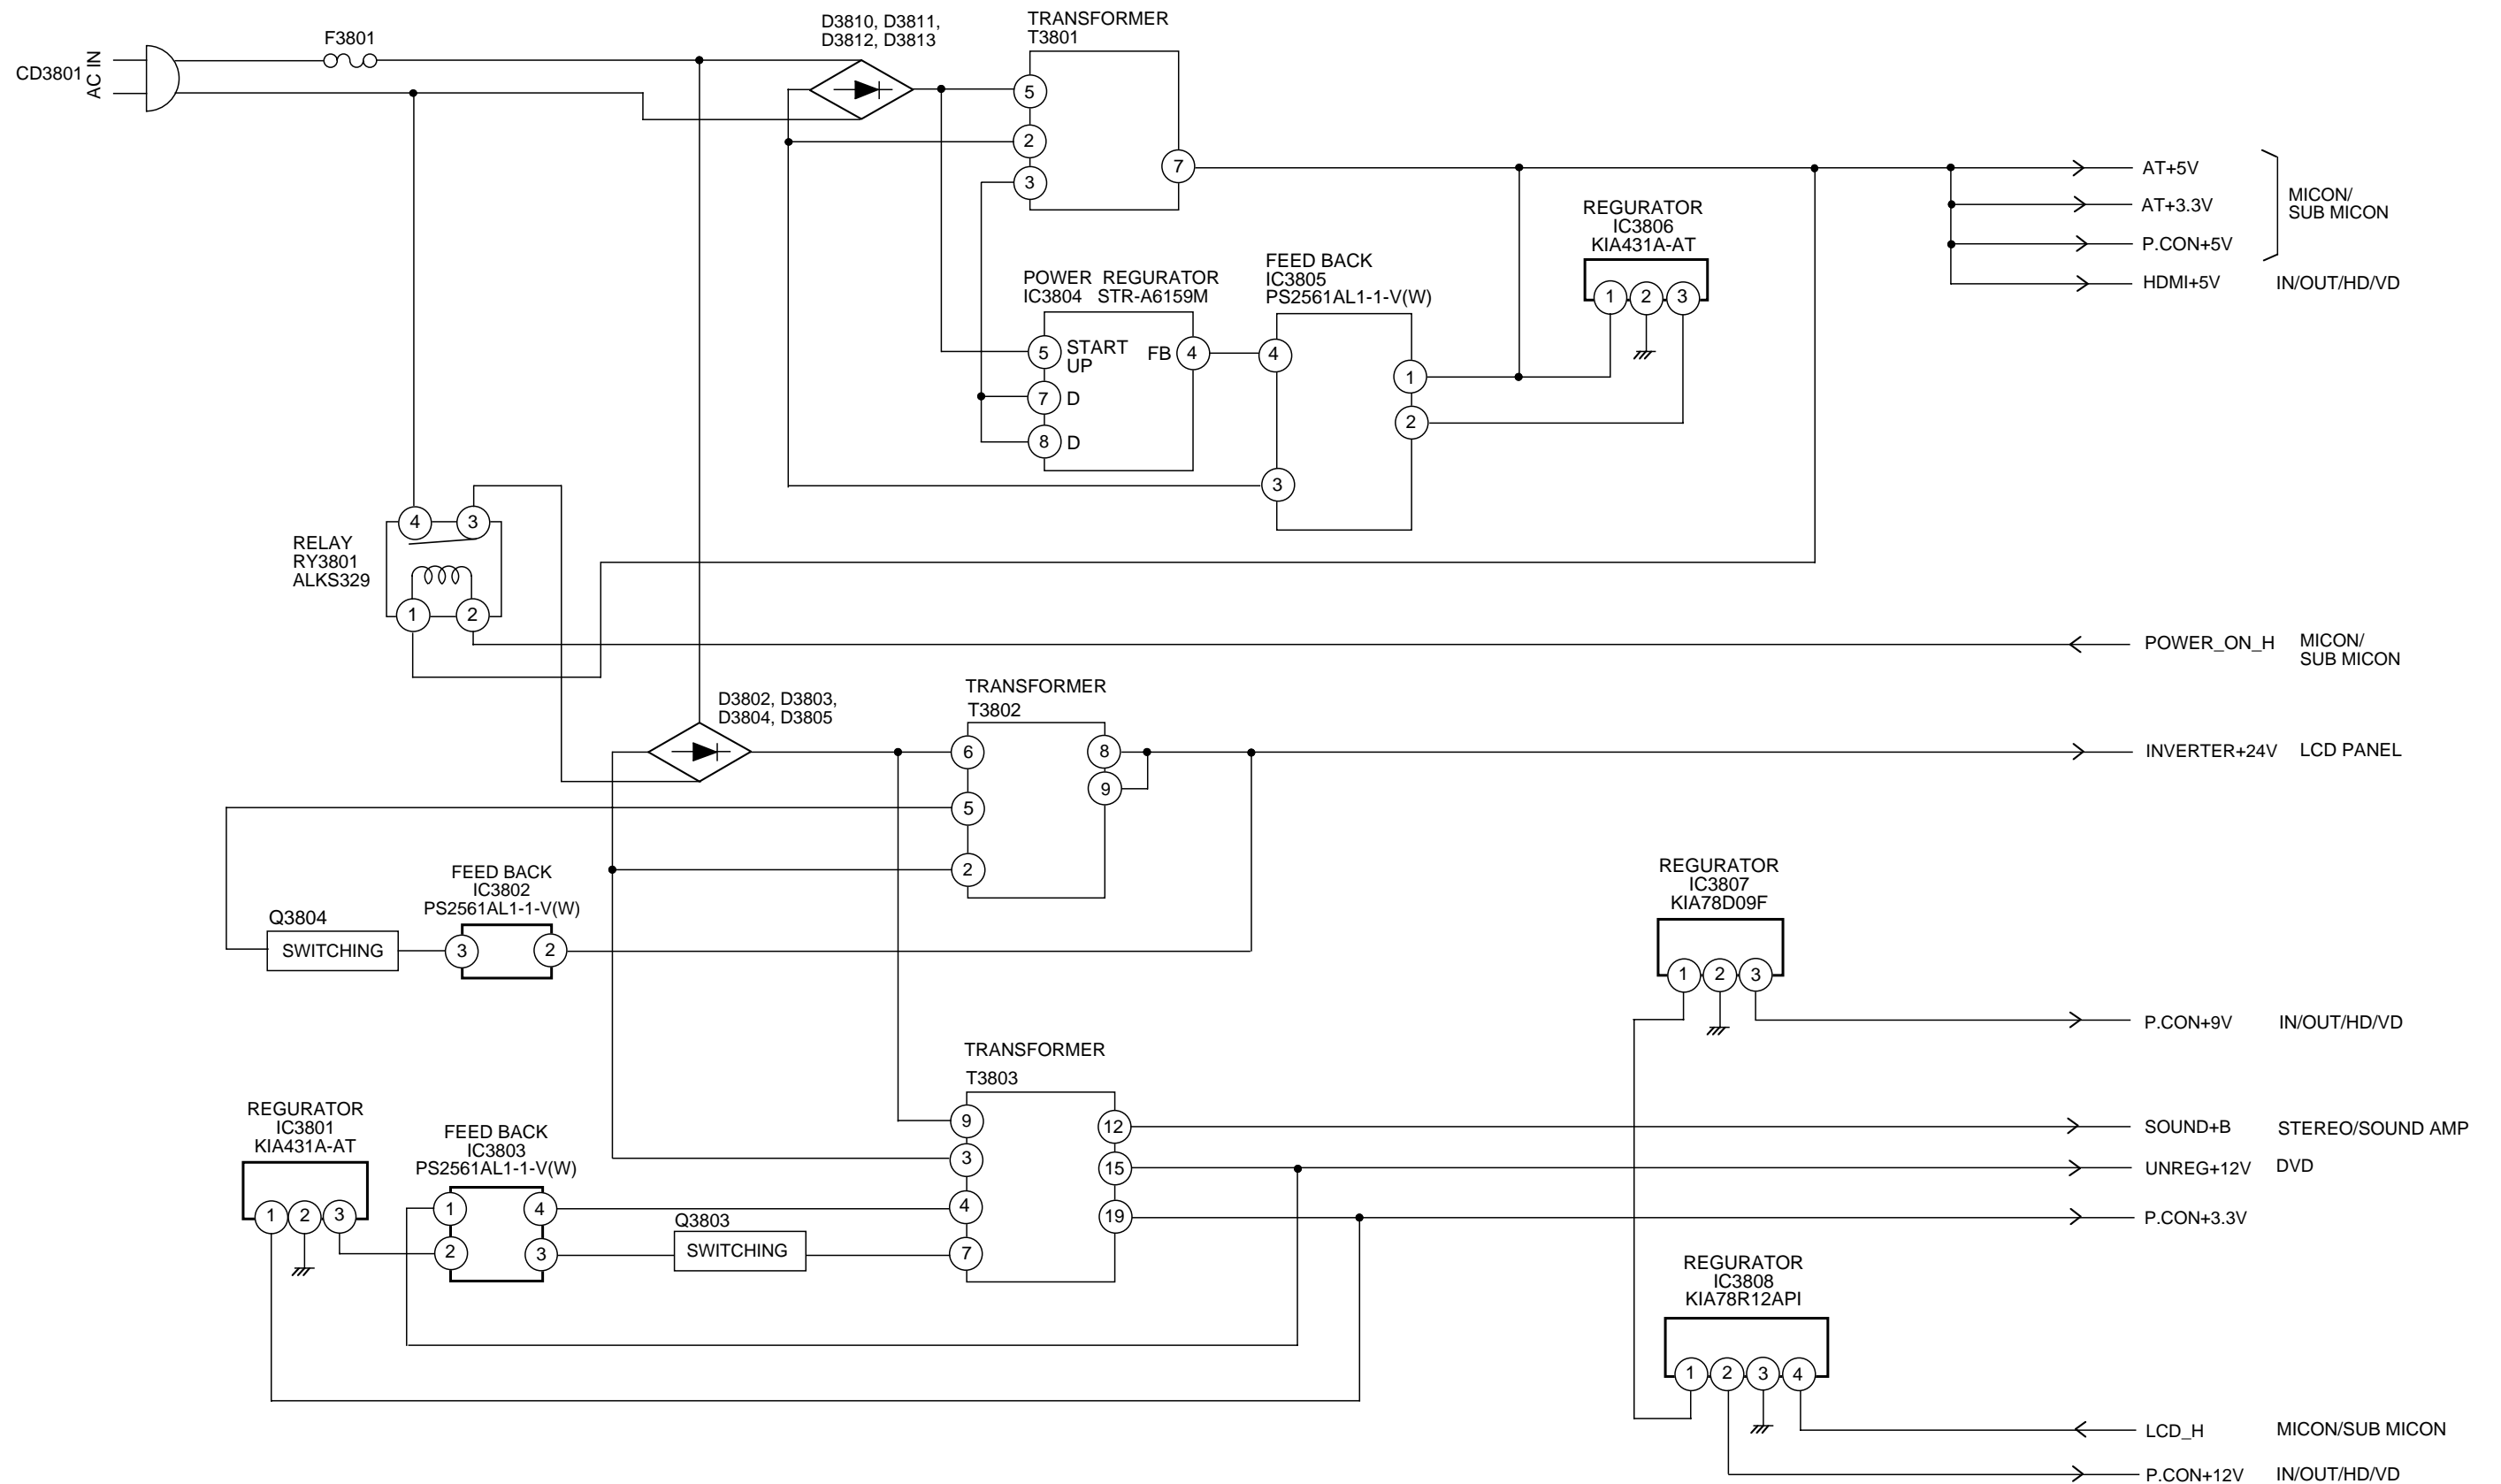 CD3801
AC IN
F3801
D3810, D3811,
D3812, D3813
TRANSFORMER
T3801
5
2
3
7
AT+5V
AT+3.3V
P.CON+5V
MICON/
SUB MICON
HDMI+5V
IN/OUT/HD/VD
REGURATOR
IC3806
KIA431A-AT
1
2
3
POWER REGURATOR
IC3804 STR-A6159M
5
START
UP
7
D
8
D
FB
4
FEED BACK
IC3805
PS2561AL1-1-V(W)
4
3
1
2
RELAY
RY3801
ALKS329
4
3
1
2
POWER_ON_H
MICON/
SUB MICON
D3802, D3803,
D3804, D3805
TRANSFORMER
T3802
6
5
2
8
9
INVERTER+24V
LCD PANEL
FEED BACK
IC3802
PS2561AL1-1-V(W)
3
2
Q3804
SWITCHING
REGURATOR
IC3807
KIA78D09F
1
2
3
P.CON+9V
IN/OUT/HD/VD
TRANSFORMER
T3803
9
3
4
7
12
15
19
SOUND+B
STEREO/SOUND AMP
UNREG+12V
DVD
P.CON+3.3V
REGURATOR
IC3801
KIA431A-AT
1
2
3
FEED BACK
IC3803
PS2561AL1-1-V(W)
1
2
4
3
Q3803
SWITCHING
REGURATOR
IC3808
KIA78R12API
1
2
3
4
LCD_H
MICON/SUB MICON
P.CON+12V
IN/OUT/HD/VD